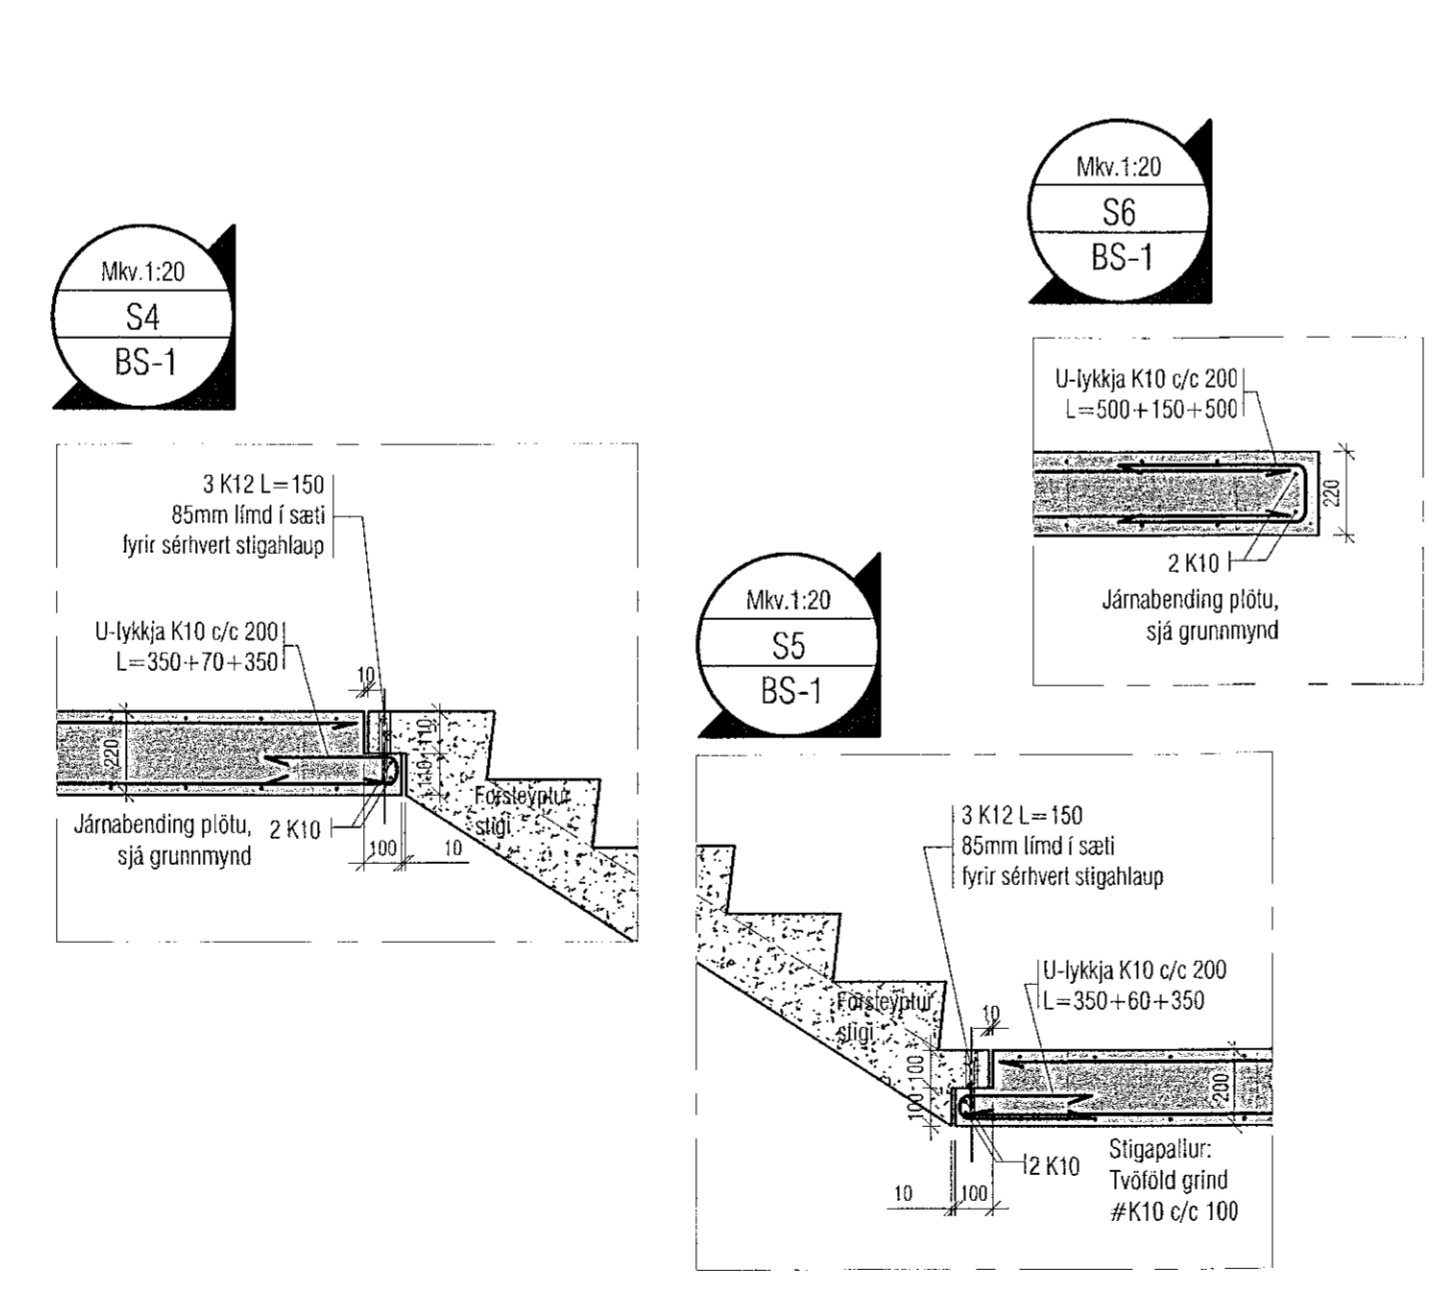 Mkv.1:20
S4
BS-1
3 K12 L=150
85mm límd í sæti
fyrir sérhvert stigahlaup
U-lykkja K10 c/c 200
L=350+70+350
10
220
110
110
Forsteyptur
stigi
Járnabending plötu,
sjá grunnmynd
2 K10
100
10
Mkv.1:20
S5
BS-1
3 K12 L=150
85mm límd í sæti
fyrir sérhvert stigahlaup
U-lykkja K10 c/c 200
L=350+60+350
Forsteyptur
stigi
10
100
100
200
2 K10
10
100
Stigapallur:
Tvöföld grind
#K10 c/c 100
Mkv.1:20
S6
BS-1
U-lykkja K10 c/c 200
L=500+150+500
220
2 K10
Járnabending plötu,
sjá grunnmynd